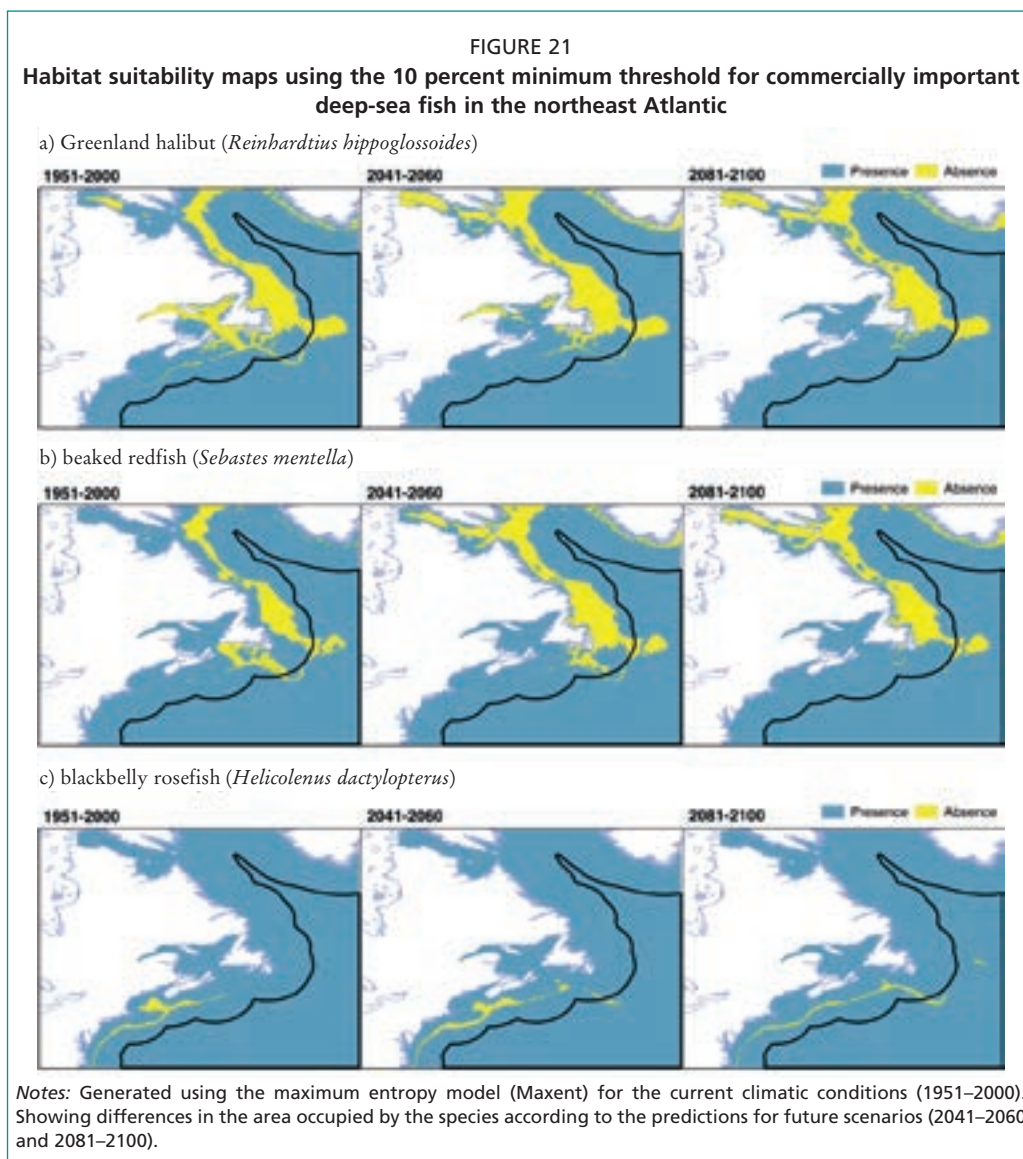 FIGURE 21
Habitat suitability maps using the 10 percent minimum threshold for commercially important
deep-sea fish in the northeast Atlantic
a) Greenland halibut (Reinhardtius hippoglossoides)
1951-2000 2041-2060 2081-2100 Presence Absence
b) beaked redfish (Sebastes mentella)
1951-2000 2041-2060 2081-2100 Presence Absence
c) blackbelly rosefish (Helicolenus dactylopterus)
1951-2000 2041-2060 2081-2100 Presence Absence
Notes: Generated using the maximum entropy model (Maxent) for the current climatic conditions (1951–2000).
Showing differences in the area occupied by the species according to the predictions for future scenarios (2041–2060
and 2081–2100).